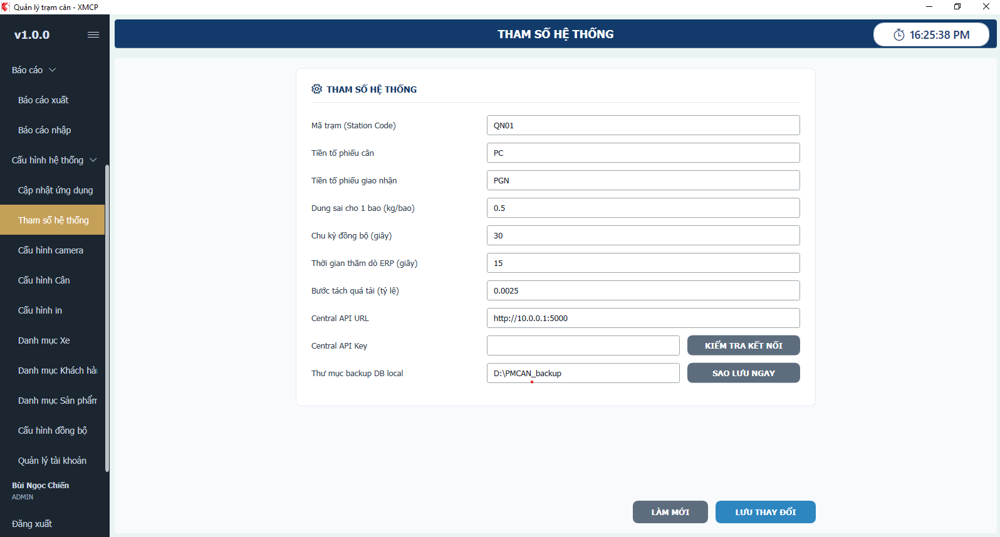 Quản lý trạm cân - XMCP
v1.0.0
THAM SỐ HỆ THỐNG
16:25:38 PM
Báo cáo
Báo cáo xuất
Báo cáo nhập
Cấu hình hệ thống
Cập nhật ứng dụng
Tham số hệ thống
Cấu hình camera
Cấu hình Cân
Cấu hình in
Danh mục Xe
Danh mục Khách hàn
Danh mục Sản phẩm
Cấu hình đồng bộ
Quản lý tài khoản
Bùi Ngọc Chiến
ADMIN
Đăng xuất
THAM SỐ HỆ THỐNG
Mã trạm (Station Code) QN01
Tiền tố phiếu cân PC
Tiền tố phiếu giao nhận PGN
Dung sai cho 1 bao (kg/bao) 0.5
Chu kỳ đồng bộ (giây) 30
Thời gian thăm dò ERP (giây) 15
Bước tách quá tải (tỷ lệ) 0.0025
Central API URL http://10.0.0.1:5000
Central API Key KIỂM TRA KẾT NỐI
Thư mục backup DB local D:\PMCAN_backup SAO LƯU NGAY
LÀM MỚI LƯU THAY ĐỔI